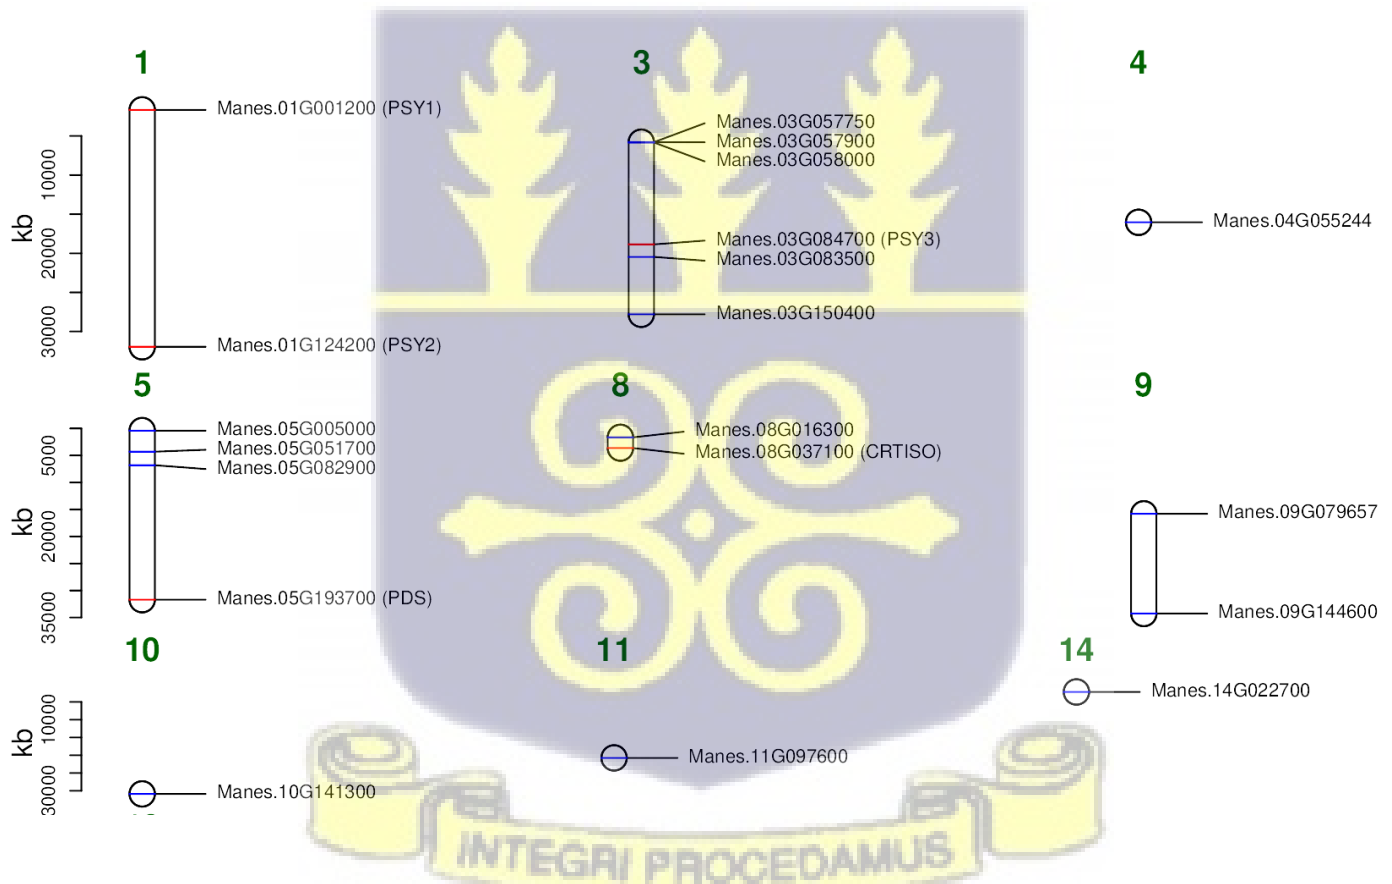 1
3
4
Manes.01G001200 (PSY1)
Manes.03G057750
Manes.03G057900
Manes.03G058000
kb
10000
20000
30000
Manes.04G055244
Manes.03G084700 (PSY3)
Manes.03G083500
Manes.03G150400
Manes.01G124200 (PSY2)
5
8
9
Manes.05G005000
Manes.05G051700
Manes.05G082900
Manes.08G016300
Manes.08G037100 (CRTISO)
kb
5000
20000
35000
Manes.09G079657
Manes.05G193700 (PDS)
Manes.09G144600
10
11
14
Manes.14G022700
kb
10000
30000
Manes.11G097600
Manes.10G141300
INTEGRI PROCEDAMUS